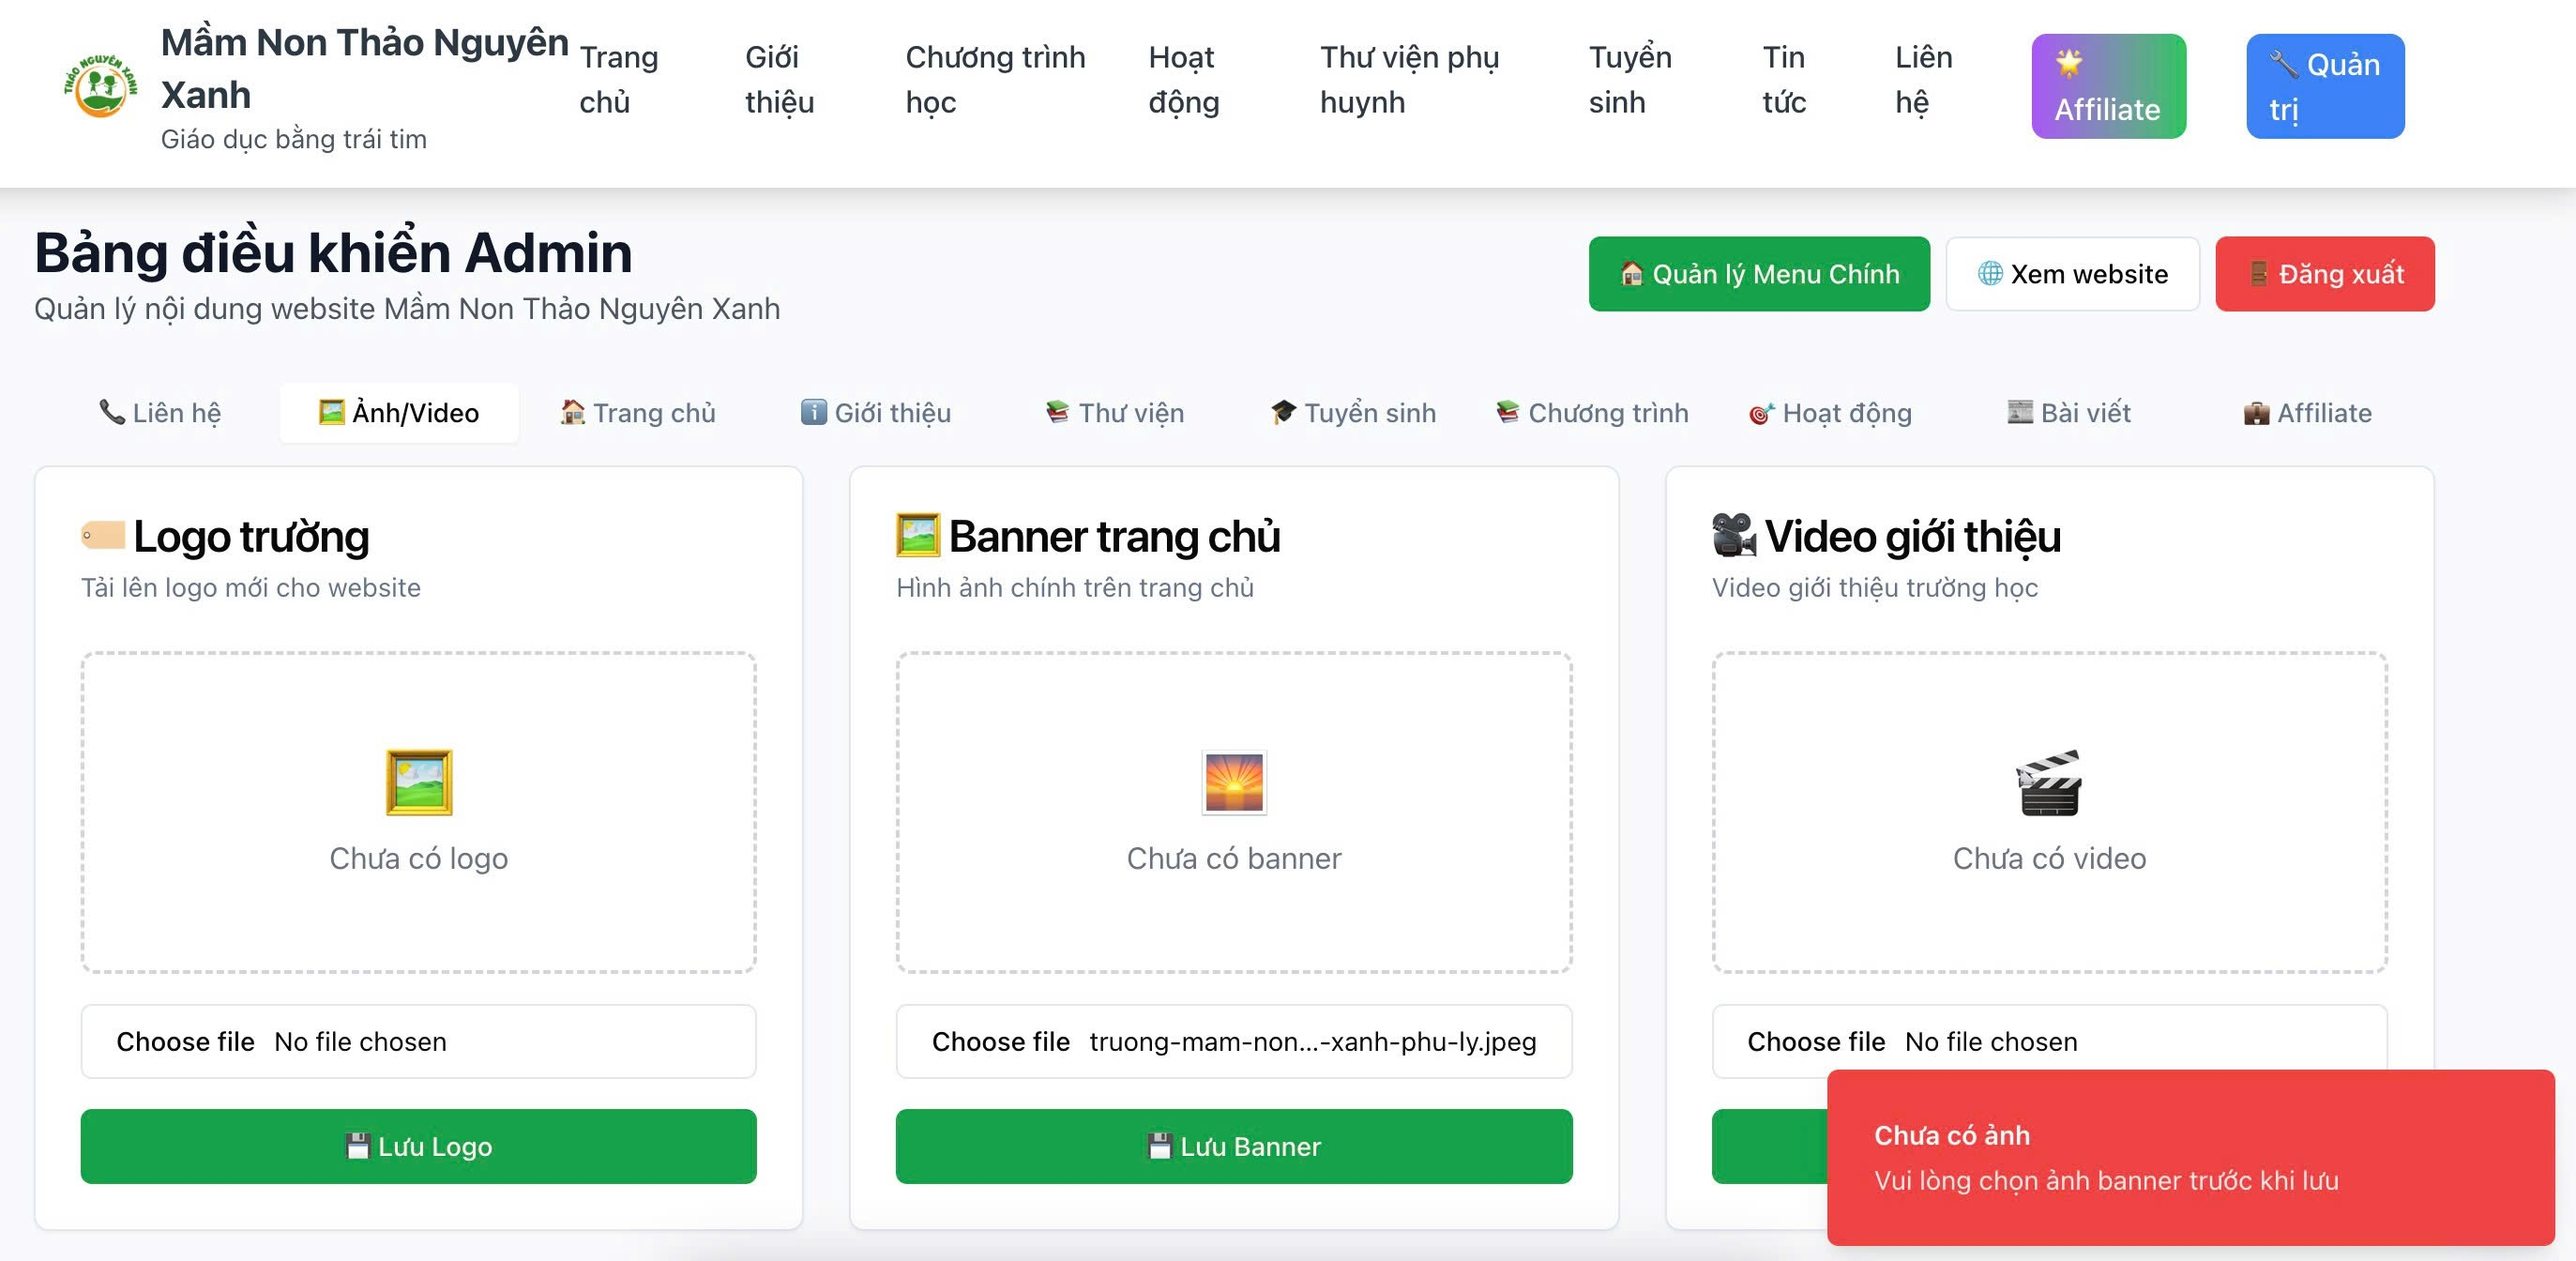 THẢO NGUYÊN XANH
Mầm Non Thảo Nguyên
Xanh
Giáo dục bằng trái tim
Trang
chủ
Giới
thiệu
Chương trình
học
Hoạt
động
Thư viện phụ
huynh
Tuyển
sinh
Tin
tức
Liên
hệ
Affiliate
Quản
trị
Bảng điều khiển Admin
Quản lý nội dung website Mầm Non Thảo Nguyên Xanh
Quản lý Menu Chính
Xem website
Đăng xuất
Liên hệ
Ảnh/Video
Trang chủ
Giới thiệu
Thư viện
Tuyển sinh
Chương trình
Hoạt động
Bài viết
Affiliate
Logo trường
Tải lên logo mới cho website
Chưa có logo
Choose file No file chosen
Lưu Logo
Banner trang chủ
Hình ảnh chính trên trang chủ
Chưa có banner
Choose file truong-mam-non...-xanh-phu-ly.jpeg
Lưu Banner
Video giới thiệu
Video giới thiệu trường học
Chưa có video
Choose file No file chosen
Chưa có ảnh
Vui lòng chọn ảnh banner trước khi lưu